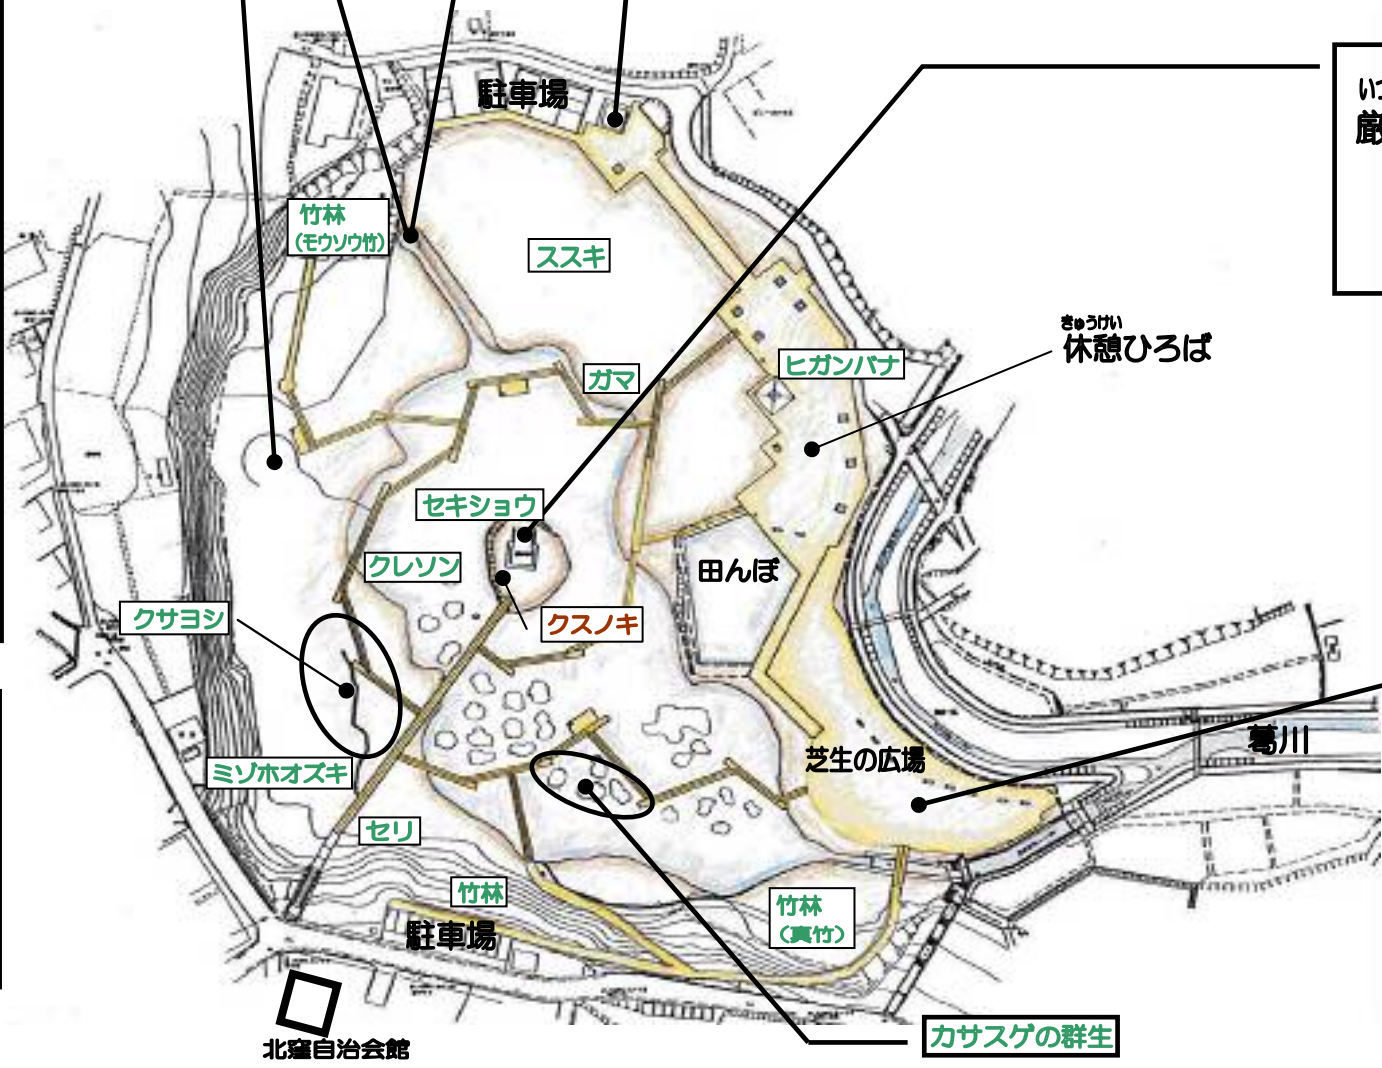 駐車場
いつ
厳
竹林
(モウソウ竹)
ススキ
きゅうけい
休憩ひろば
ヒガンバナ
ガマ
セキショウ
クレソン
田んぼ
クサヨシ
クスノキ
葛川
芝生の広場
ミゾホオズキ
セリ
竹林
竹林
(真竹)
駐車場
カサスゲの群生
北窪自治会館